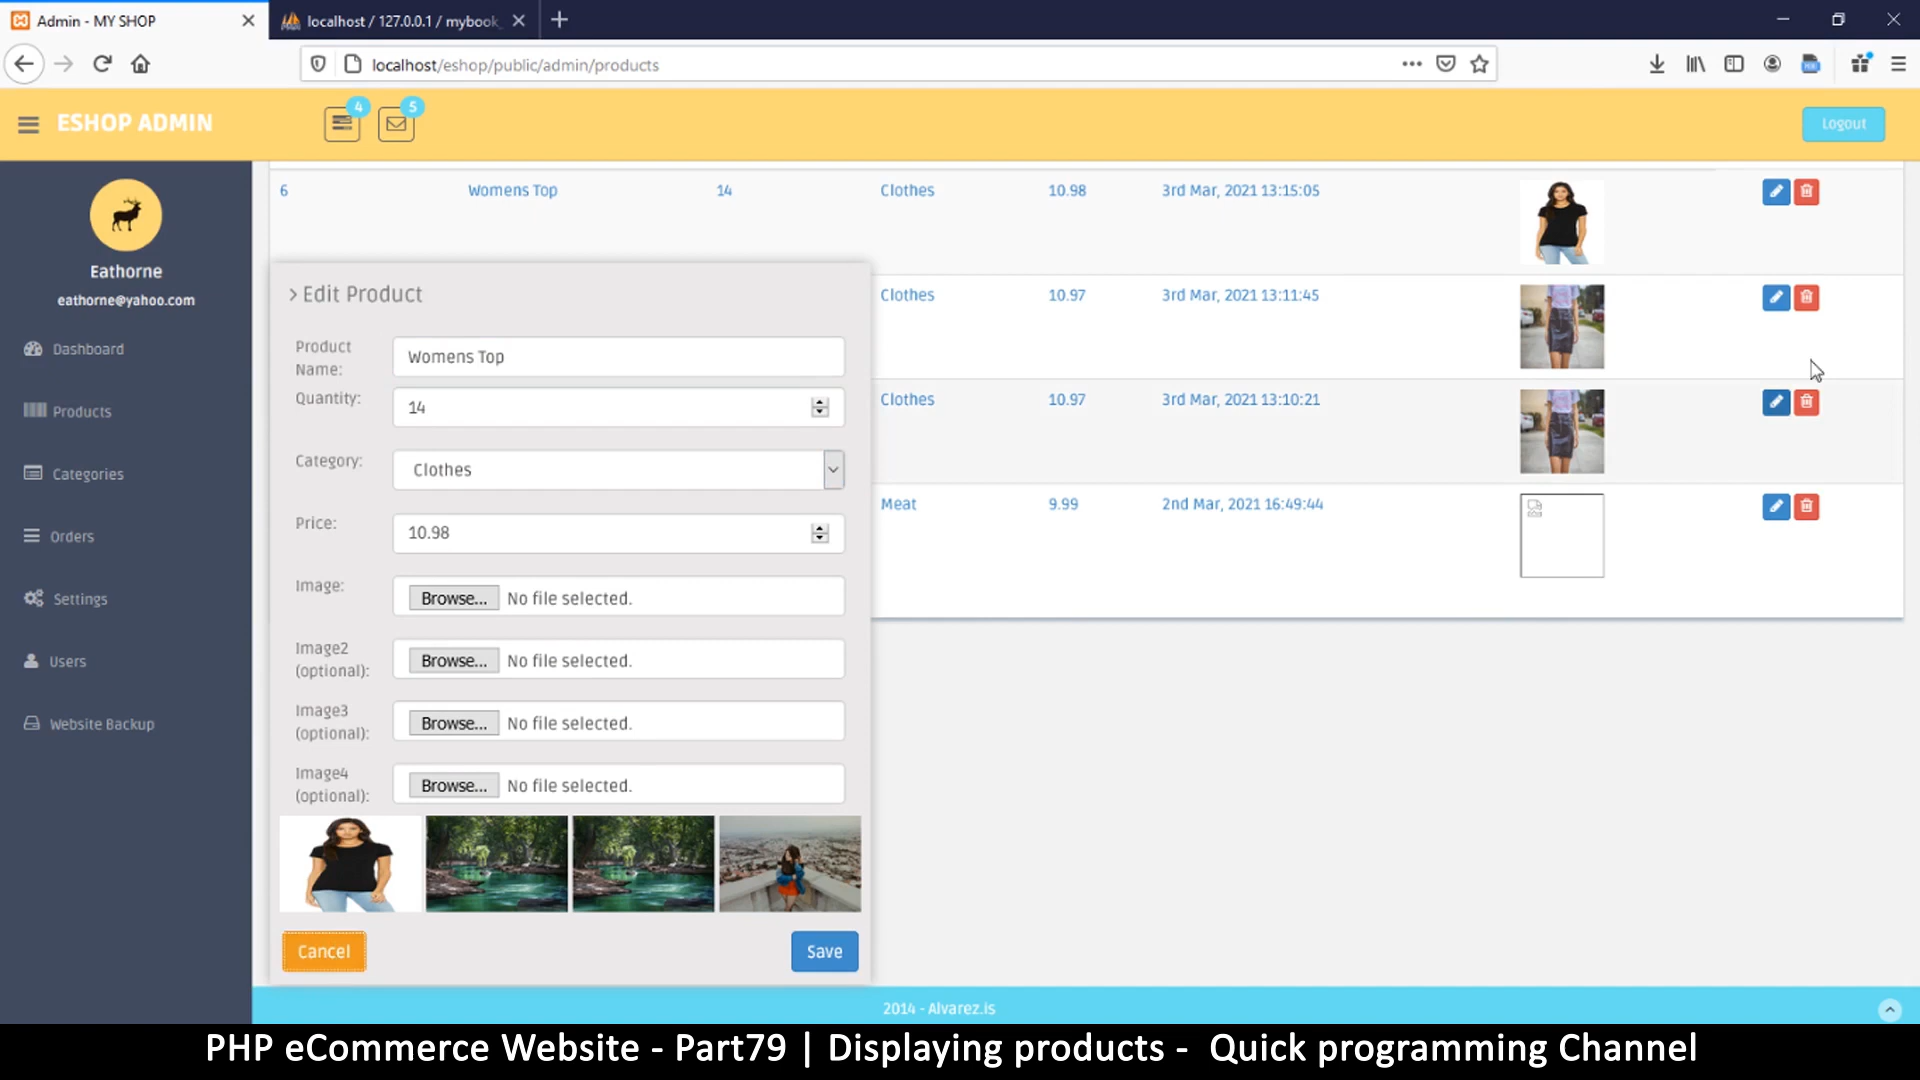 Admin - MY SHOP
localhost / 127.0.0.1 / mybook
localhost/eshop/public/admin/products
ESHOP ADMIN
4
5
Logout
Eathorne
eathorne@yahoo.com
Dashboard
Products
Categories
Orders
Settings
Users
Website Backup
6 Womens Top 14 Clothes 10.98 3rd Mar, 2021 13:15:05
Clothes 10.97 3rd Mar, 2021 13:11:45
Clothes 10.97 3rd Mar, 2021 13:10:21
Meat 9.99 2nd Mar, 2021 16:49:44
> Edit Product
Product
Name:
Womens Top
Quantity:
14
Category:
Clothes
Price:
10.98
Image:
Browse... No file selected.
Image2
(optional):
Browse... No file selected.
Image3
(optional):
Browse... No file selected.
Image4
(optional):
Browse... No file selected.
Cancel
Save
2014 - Alvarez.is
PHP eCommerce Website - Part79 | Displaying products - Quick programming Channel